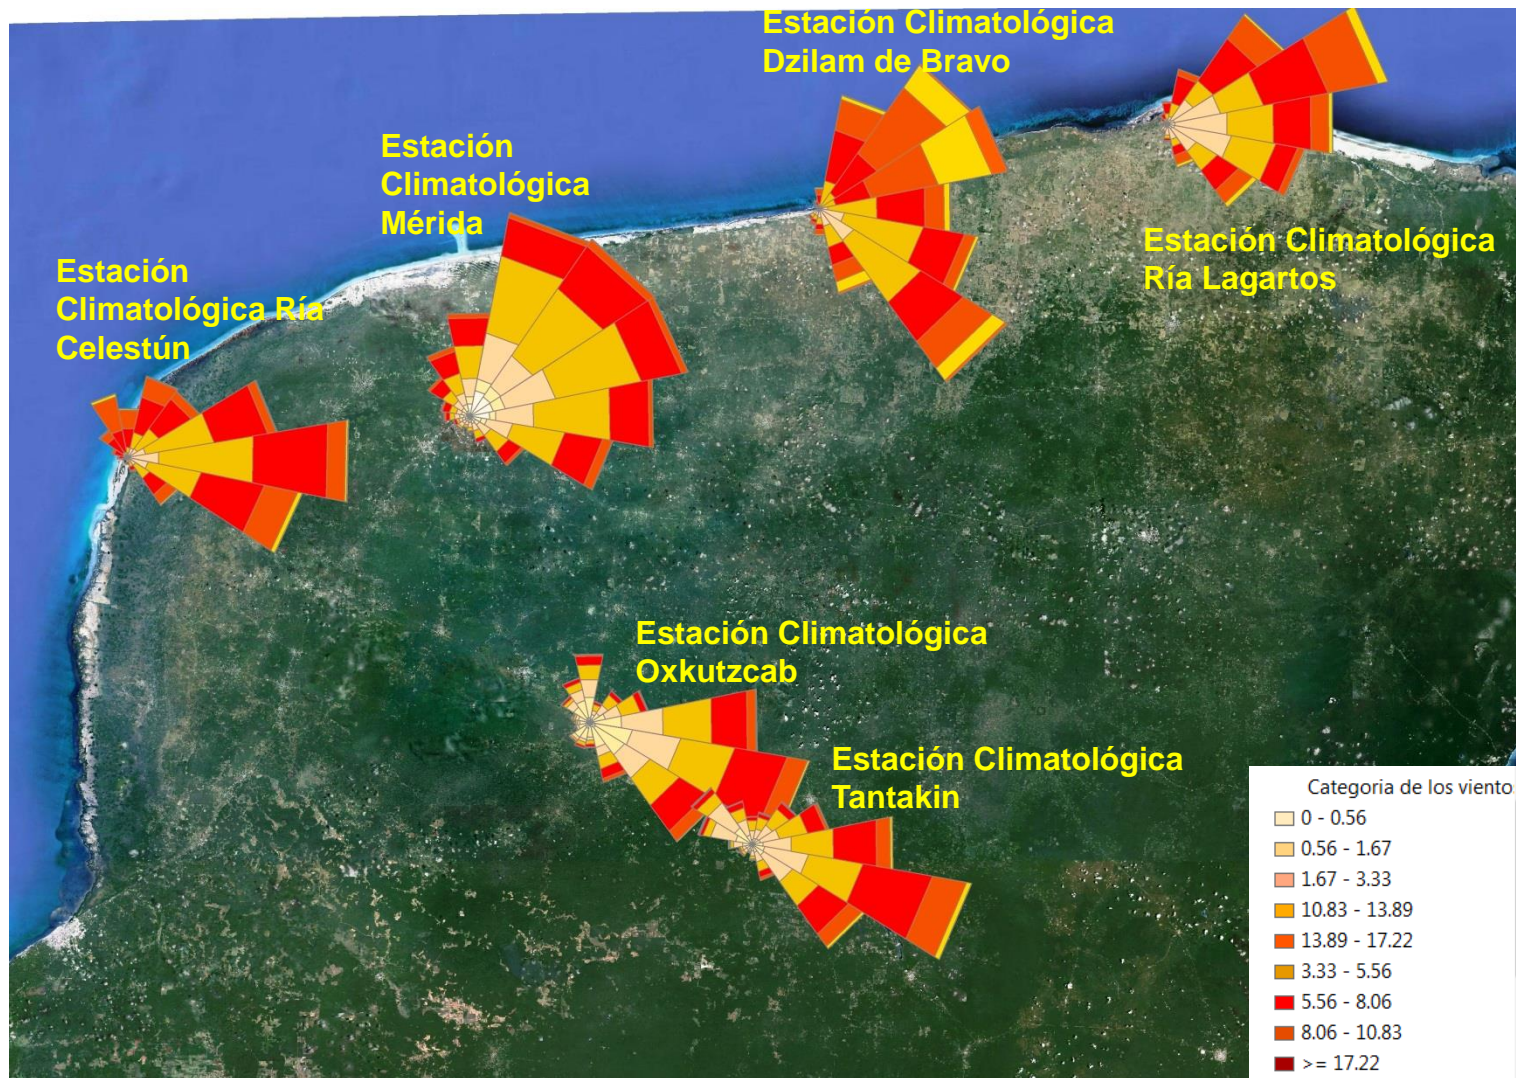 Estación Climatológica
Dzilam de Bravo
Estación
Climatológica
Mérida
Estación Climatológica
Ría Lagartos
Estación
Climatológica Ría
Celestún
Estación Climatológica
Oxkutzcab
Estación Climatológica
Tantakin
Categoria de los viento
0 - 0.56
0.56 - 1.67
1.67 - 3.33
10.83 - 13.89
13.89 - 17.22
3.33 - 5.56
5.56 - 8.06
8.06 - 10.83
>= 17.22